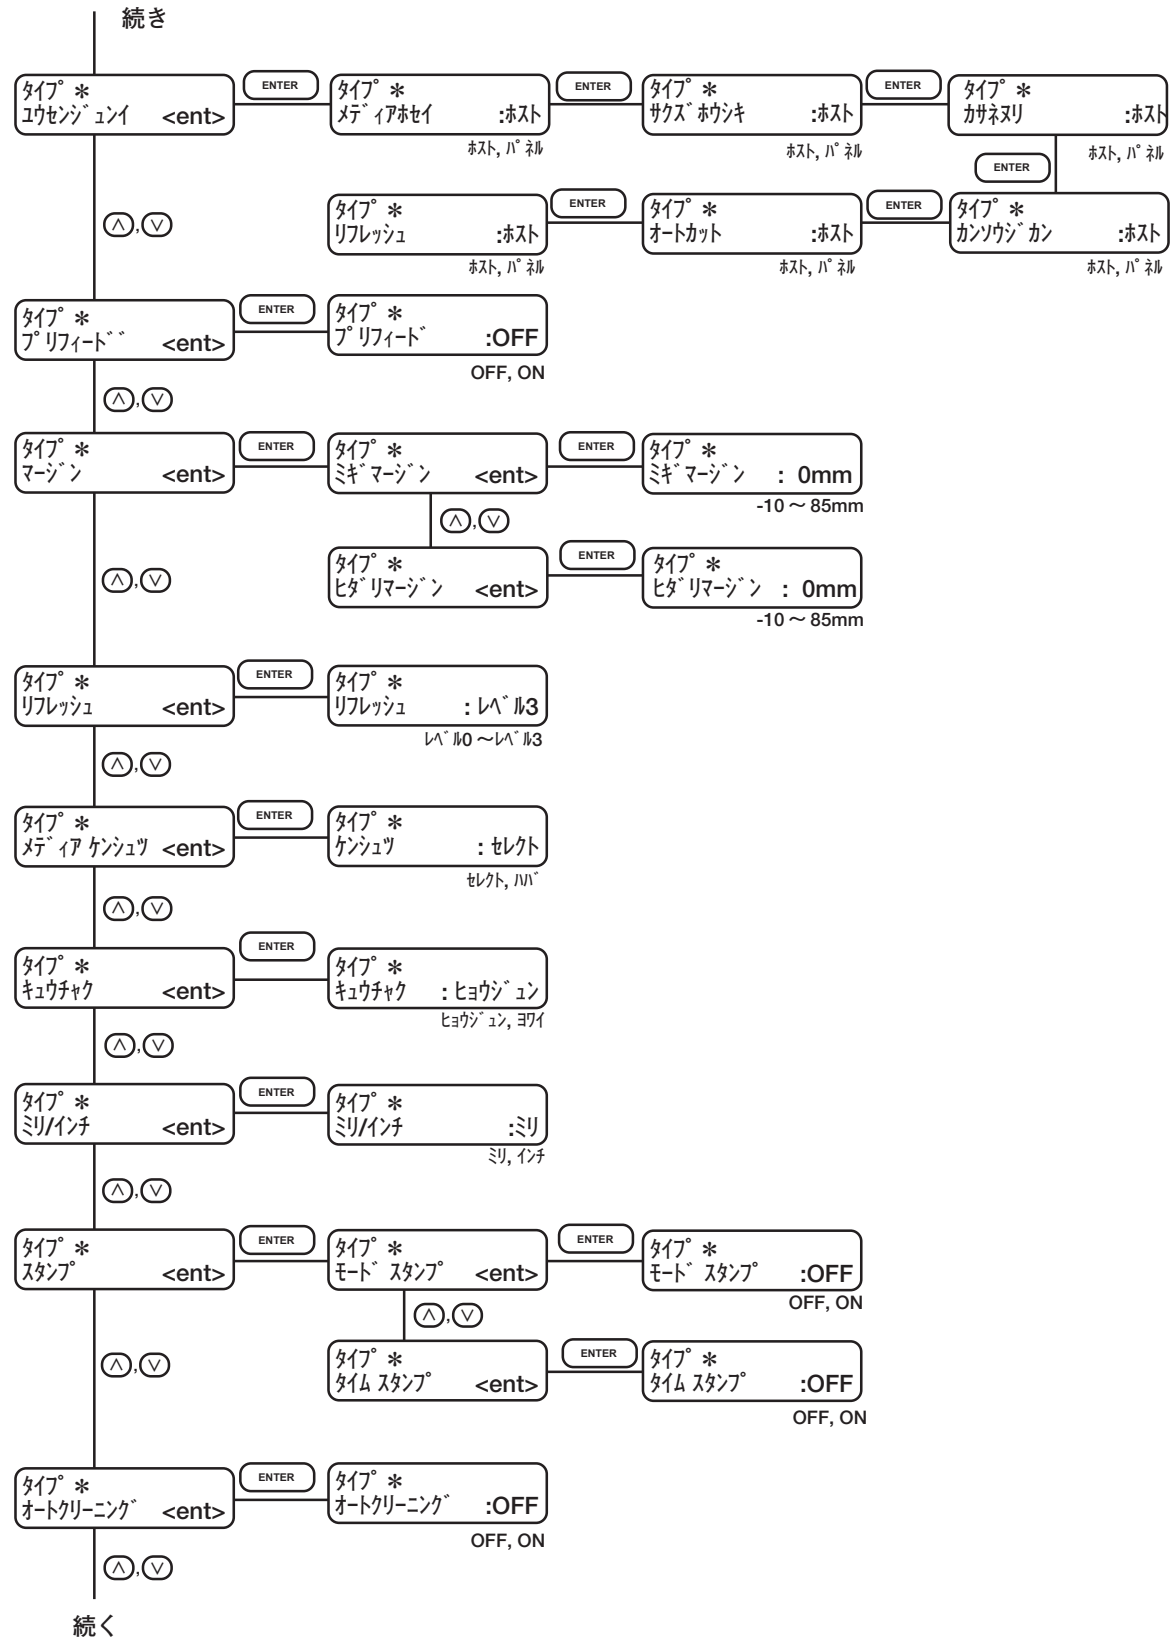 続き
ﾀｲﾌﾟ ＊
ﾕｳｾﾝｼﾞｭﾝｲ <ent>
ENTER
ﾀｲﾌﾟ ＊
ﾒﾃﾞｨｱﾎｾｲ :ﾎｽﾄ
ﾎｽﾄ, ﾊﾟﾈﾙ
ENTER
ﾀｲﾌﾟ ＊
ｻｸｽﾞﾎｳｼｷ :ﾎｽﾄ
ﾎｽﾄ, ﾊﾟﾈﾙ
ENTER
ﾀｲﾌﾟ ＊
ｶｻﾈﾇﾘ :ﾎｽﾄ
ﾎｽﾄ, ﾊﾟﾈﾙ
ENTER
ﾀｲﾌﾟ ＊
ｶﾝｿｳｼﾞｶﾝ :ﾎｽﾄ
ﾎｽﾄ, ﾊﾟﾈﾙ
ENTER
ﾀｲﾌﾟ ＊
ｵｰﾄｶｯﾄ :ﾎｽﾄ
ﾎｽﾄ, ﾊﾟﾈﾙ
ENTER
ﾀｲﾌﾟ ＊
ﾘﾌﾚｯｼｭ :ﾎｽﾄ
ﾎｽﾄ, ﾊﾟﾈﾙ
∧,∨
ﾀｲﾌﾟ ＊
ﾌﾟﾘﾌｨｰﾄﾞﾞ <ent>
ENTER
ﾀｲﾌﾟ ＊
ﾌﾟﾘﾌｨｰﾄﾞ :OFF
OFF, ON
∧,∨
ﾀｲﾌﾟ ＊
ﾏｰｼﾞﾝ <ent>
ENTER
ﾀｲﾌﾟ ＊
ﾐｷﾞﾏｰｼﾞﾝ <ent>
ENTER
ﾀｲﾌﾟ ＊
ﾐｷﾞﾏｰｼﾞﾝ : 0mm
-10～85mm
∧,∨
ﾀｲﾌﾟ ＊
ﾋﾀﾞﾘﾏｰｼﾞﾝ <ent>
ENTER
ﾀｲﾌﾟ ＊
ﾋﾀﾞﾘﾏｰｼﾞﾝ : 0mm
-10～85mm
∧,∨
ﾀｲﾌﾟ ＊
ﾘﾌﾚｯｼｭ <ent>
ENTER
ﾀｲﾌﾟ ＊
ﾘﾌﾚｯｼｭ : ﾚﾍﾞﾙ3
ﾚﾍﾞﾙ0～ﾚﾍﾞﾙ3
∧,∨
ﾀｲﾌﾟ ＊
ﾒﾃﾞｨｱ ｹﾝｼｭﾂ <ent>
ENTER
ﾀｲﾌﾟ ＊
ｹﾝｼｭﾂ : ｾﾚｸﾄ
ｾﾚｸﾄ, ﾊﾊﾞ
∧,∨
ﾀｲﾌﾟ ＊
ｷｭｳﾁｬｸ <ent>
ENTER
ﾀｲﾌﾟ ＊
ｷｭｳﾁｬｸ : ﾋｮｳｼﾞｭﾝ
ﾋｮｳｼﾞｭﾝ, ﾖﾜｲ
∧,∨
ﾀｲﾌﾟ ＊
ﾐﾘ/ｲﾝﾁ <ent>
ENTER
ﾀｲﾌﾟ ＊
ﾐﾘ/ｲﾝﾁ :ﾐﾘ
ﾐﾘ, ｲﾝﾁ
∧,∨
ﾀｲﾌﾟ ＊
ｽﾀﾝﾌﾟ <ent>
ENTER
ﾀｲﾌﾟ ＊
ﾓｰﾄﾞ ｽﾀﾝﾌﾟ <ent>
ENTER
ﾀｲﾌﾟ ＊
ﾓｰﾄﾞ ｽﾀﾝﾌﾟ :OFF
OFF, ON
∧,∨
ﾀｲﾌﾟ ＊
ﾀｲﾑ ｽﾀﾝﾌﾟ <ent>
ENTER
ﾀｲﾌﾟ ＊
ﾀｲﾑ ｽﾀﾝﾌﾟ :OFF
OFF, ON
∧,∨
ﾀｲﾌﾟ ＊
ｵｰﾄｸﾘｰﾆﾝｸﾞ <ent>
ENTER
ﾀｲﾌﾟ ＊
ｵｰﾄｸﾘｰﾆﾝｸﾞ :OFF
OFF, ON
∧,∨
続く